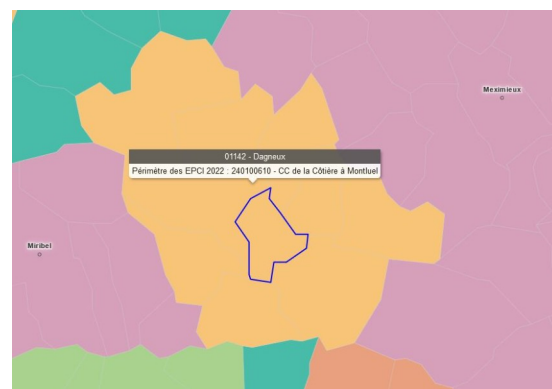 Meximieux
01142 - Dagneux
Périmètre des EPCI 2022 : 240100610 - CC de la Côtière à Montluel
Miribel